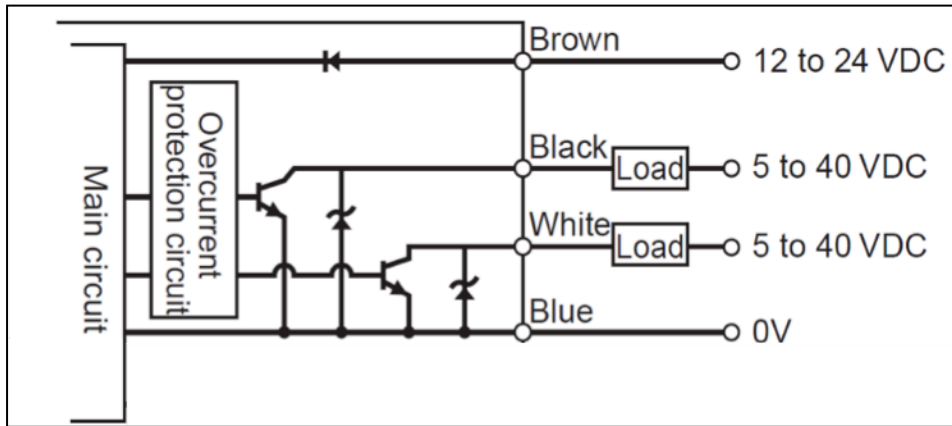 Brown
12 to 24 VDC
Overcurrent
protection circuit
Main circuit
Black
Load
5 to 40 VDC
White
Load
5 to 40 VDC
Blue
0V